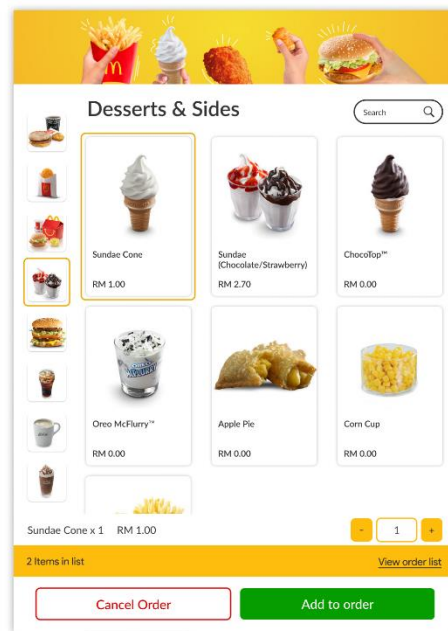 Desserts & Sides
Search
Sundae Cone
RM 1.00
Sundae
(Chocolate/Strawberry)
RM 2.70
ChocoTop™
RM 0.00
Oreo McFlurry™
RM 0.00
Apple Pie
RM 0.00
Corn Cup
RM 0.00
Sundae Cone x 1 RM 1.00
- 1 +
2 Items in list
View order list
Cancel Order
Add to order